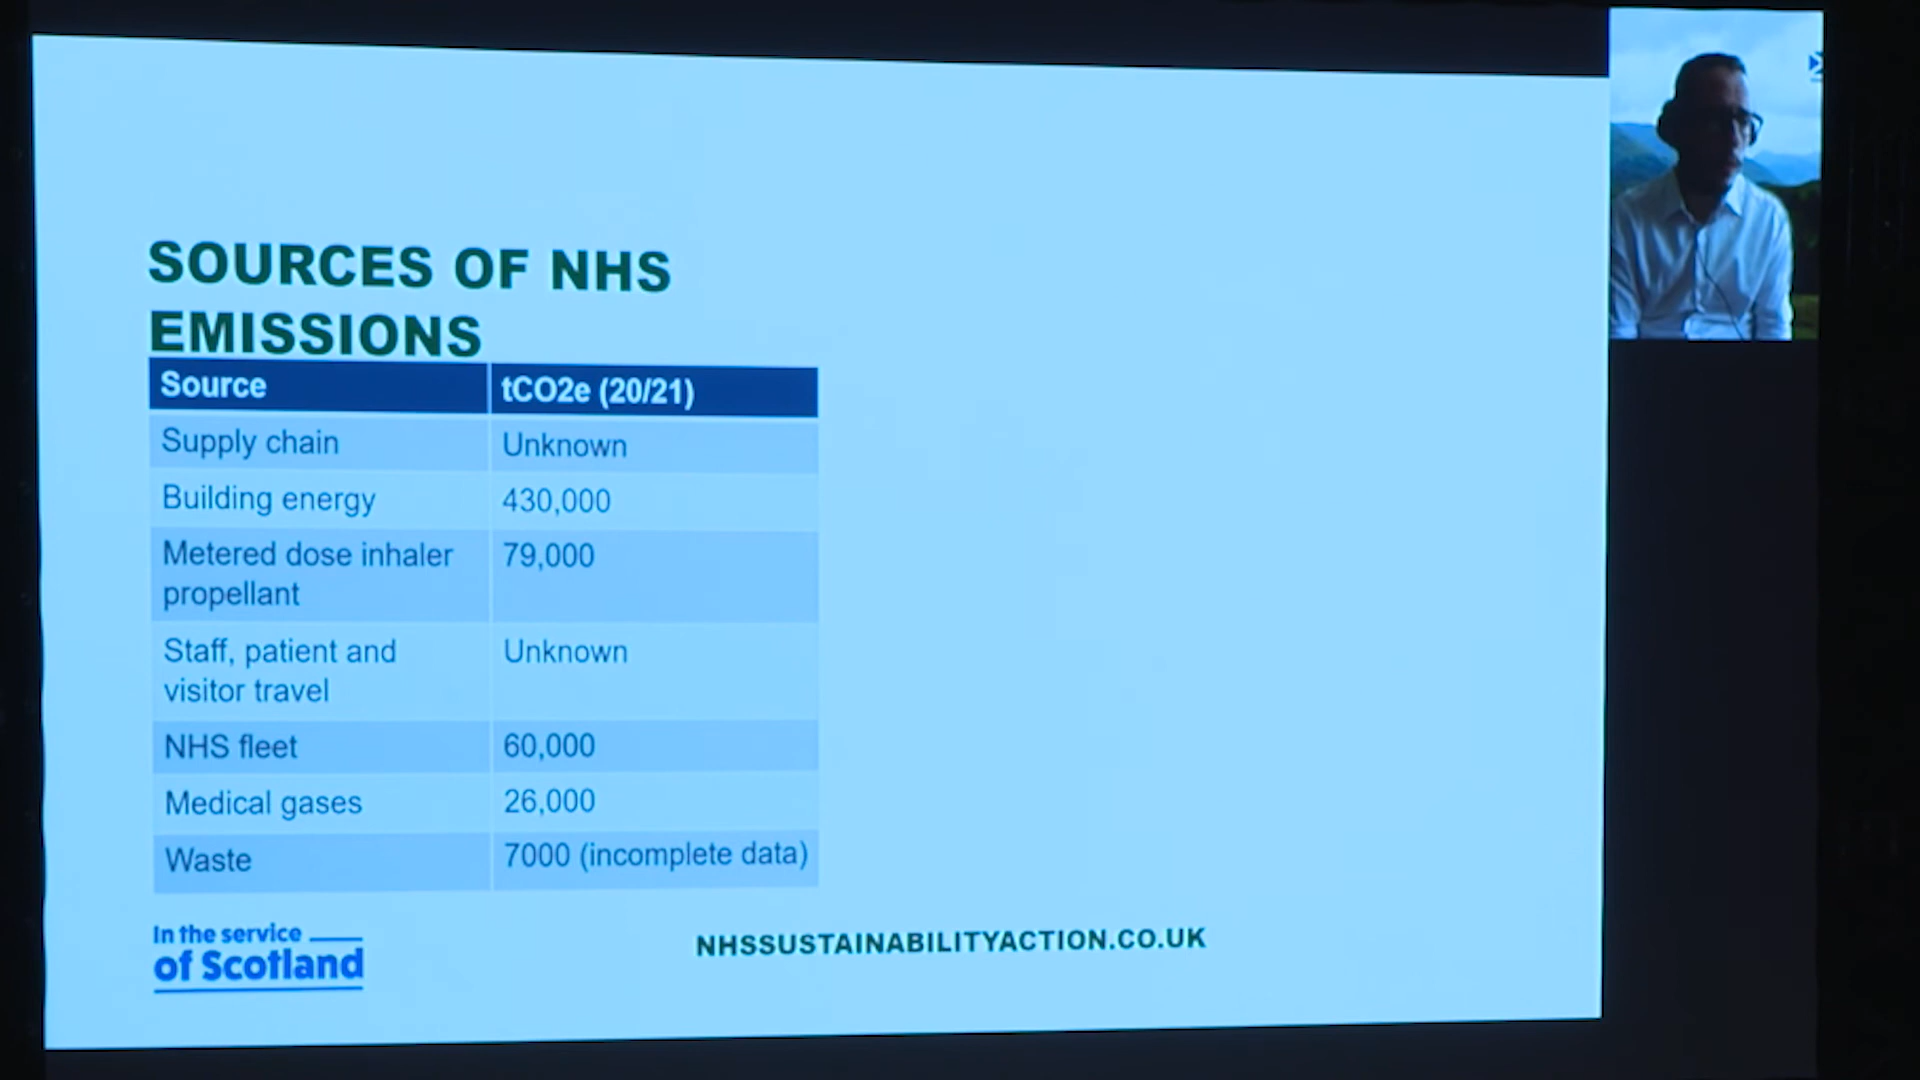 SOURCES OF NHS
EMISSIONS
Source tCO2e (20/21)
Supply chain Unknown
Building energy 430,000
Metered dose inhaler 79,000
propellant
Staff, patient and Unknown
visitor travel
NHS fleet 60,000
Medical gases 26,000
Waste 7000 (incomplete data)
In the service
of Scotland
NHSSUSTAINABILITYACTION.CO.UK